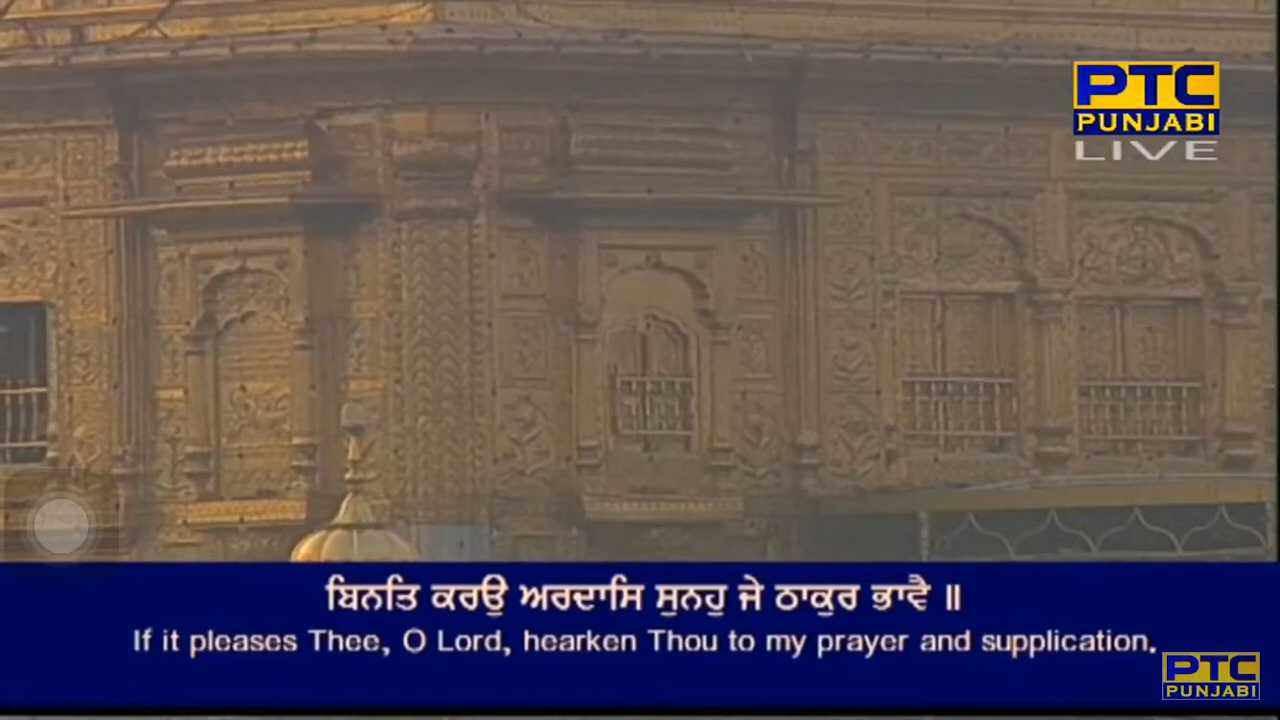 PTC
PUNJABI
LIVE
ਬਿਨਤਿ ਕਰਉ ਅਰਦਾਸਿ ਸੁਨਹੁ ਜੇ ਠਾਕੁਰ ਭਾਵੈ ॥
If it pleases Thee, O Lord, hearken Thou to my prayer and supplication.
PTC
PUNJABI